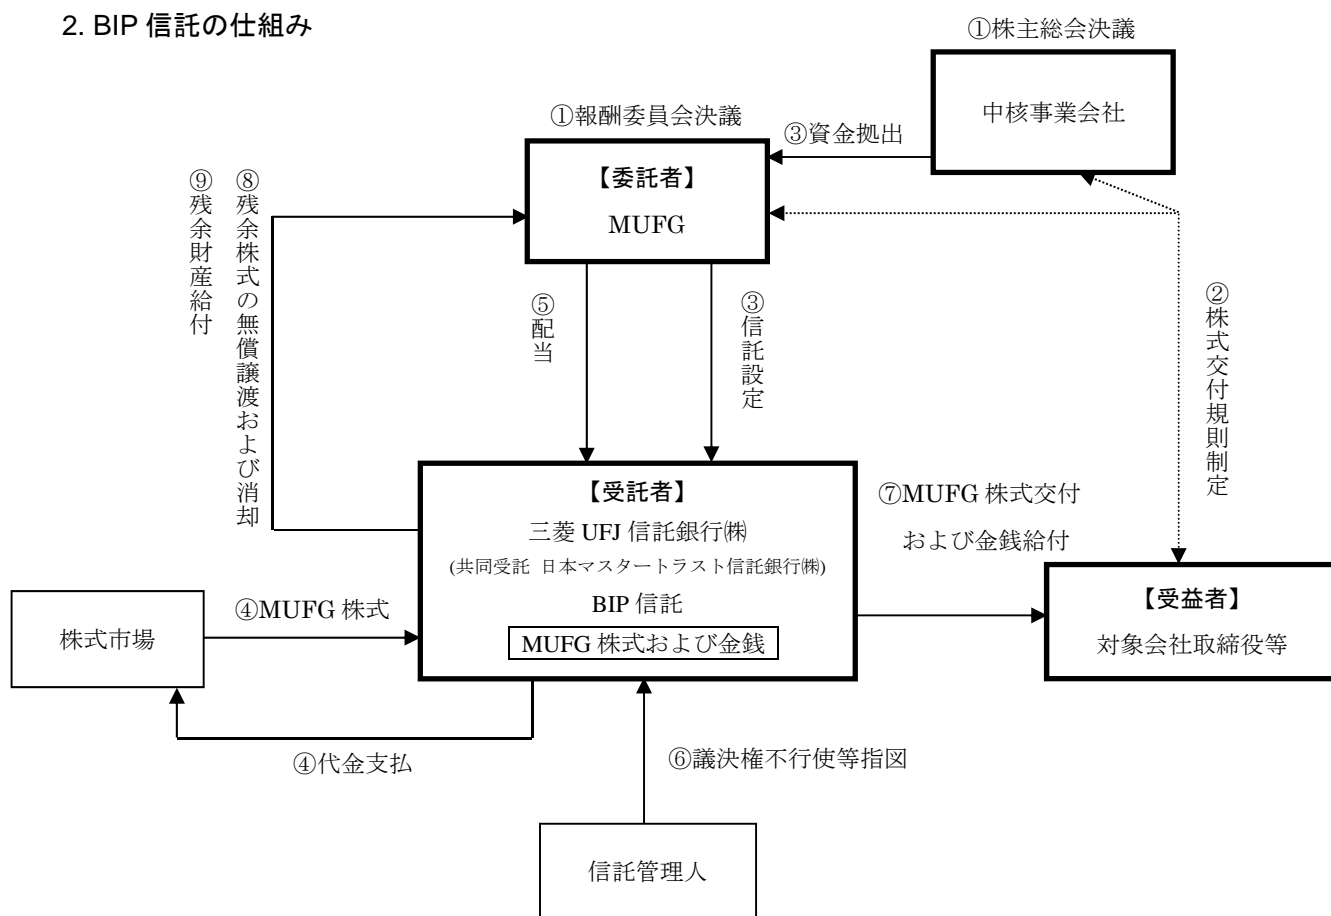 2. BIP 信託の仕組み
①株主総会決議
中核事業会社
①報酬委員会決議
③資金拠出
【委託者】
MUFG
⑨残余財産給付
⑧残余株式の無償譲渡および消却
⑤配当
③信託設定
②株式交付規則制定
【受託者】
三菱 UFJ 信託銀行㈱
(共同受託 日本マスタートラスト信託銀行㈱)
BIP 信託
MUFG 株式および金銭
⑦MUFG 株式交付
および金銭給付
【受益者】
対象会社取締役等
④MUFG 株式
株式市場
④代金支払
⑥議決権不行使等指図
信託管理人